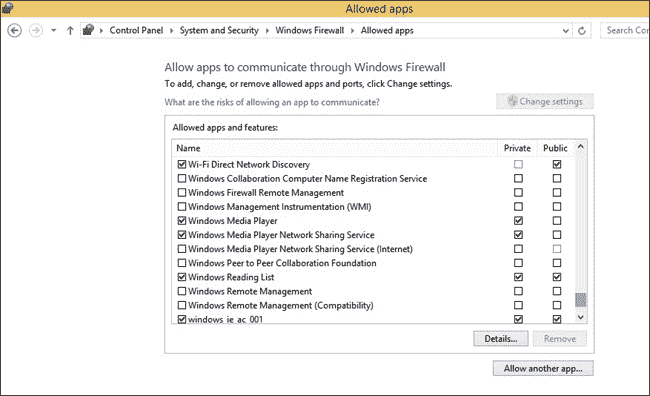 Allowed apps
Control Panel System and Security Windows Firewall Allowed apps Search Con
Allow apps to communicate through Windows Firewall
To add, change, or remove allowed apps and ports, click Change settings.
What are the risks of allowing an app to communicate? Change settings
Allowed apps and features:
Name Private Public
Wi-Fi Direct Network Discovery
Windows Collaboration Computer Name Registration Service
Windows Firewall Remote Management
Windows Management Instrumentation (WMI)
Windows Media Player
Windows Media Player Network Sharing Service
Windows Media Player Network Sharing Service (Internet)
Windows Peer to Peer Collaboration Foundation
Windows Reading List
Windows Remote Management
Windows Remote Management (Compatibility)
windows_ie_ac_001
Details... Remove
Allow another app...